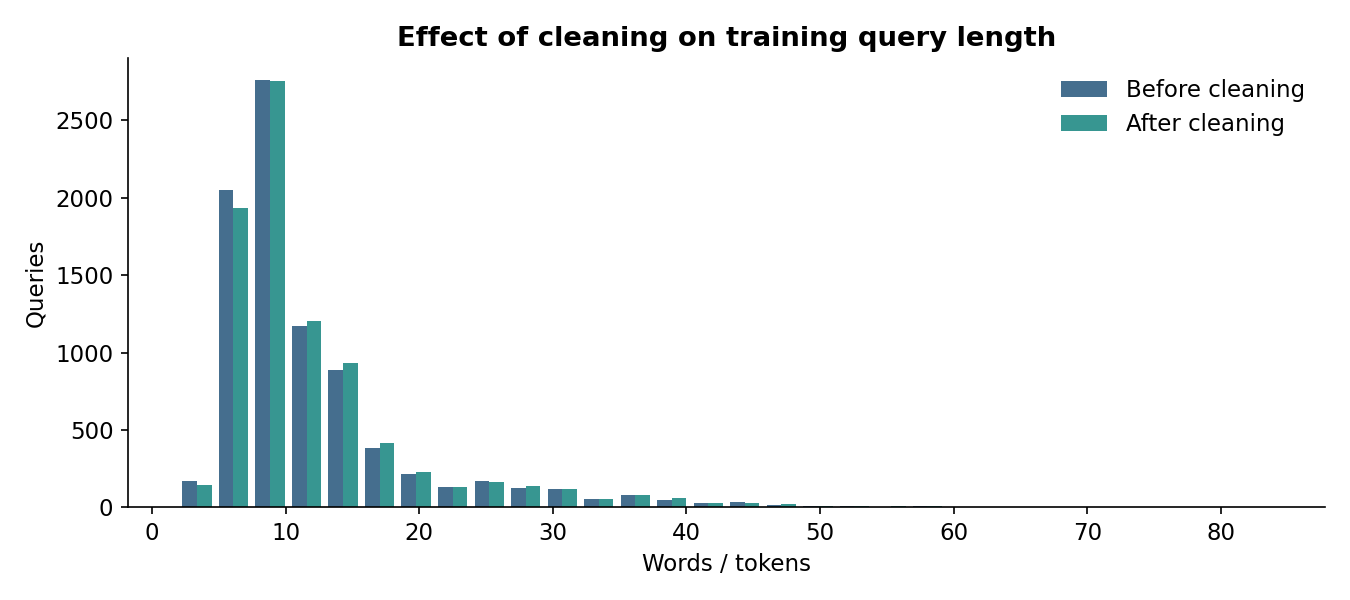 Effect of cleaning on training query length
Before cleaning
After cleaning
Queries
2500
2000
1500
1000
500
0
0 10 20 30 40 50 60 70 80
Words / tokens